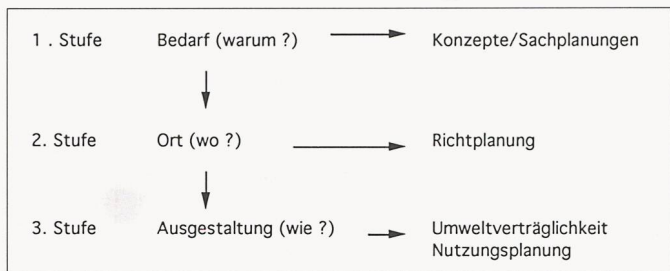 1 . Stufe Bedarf (warum ?) Konzepte/Sachplanungen
2. Stufe Ort (wo ?) Richtplanung
3. Stufe Ausgestaltung (wie ?) Umweltverträglichkeit
Nutzungsplanung